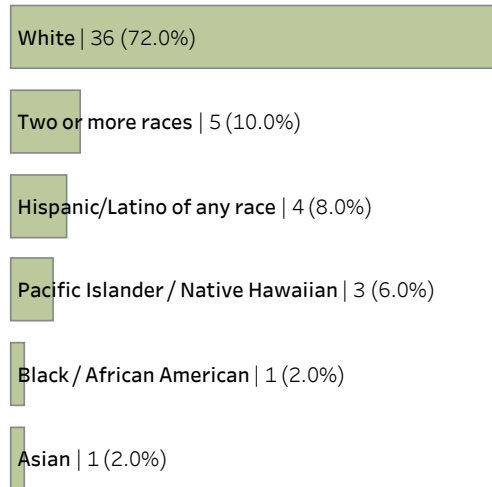 White | 36 (72.0%)
Two or more races | 5 (10.0%)
Hispanic/Latino of any race | 4 (8.0%)
Pacific Islander / Native Hawaiian | 3 (6.0%)
Black / African American | 1 (2.0%)
Asian | 1 (2.0%)